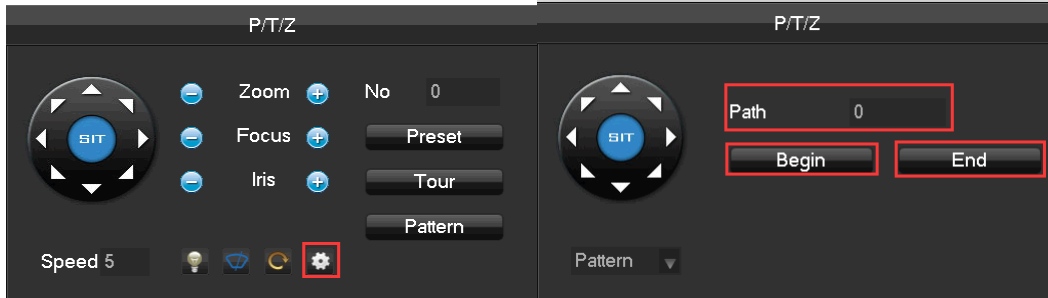 P/T/Z
Zoom No 0
SIT
Focus Preset
Iris Tour
Pattern
Speed 5
P/T/Z
Path 0
SIT
Begin End
Pattern